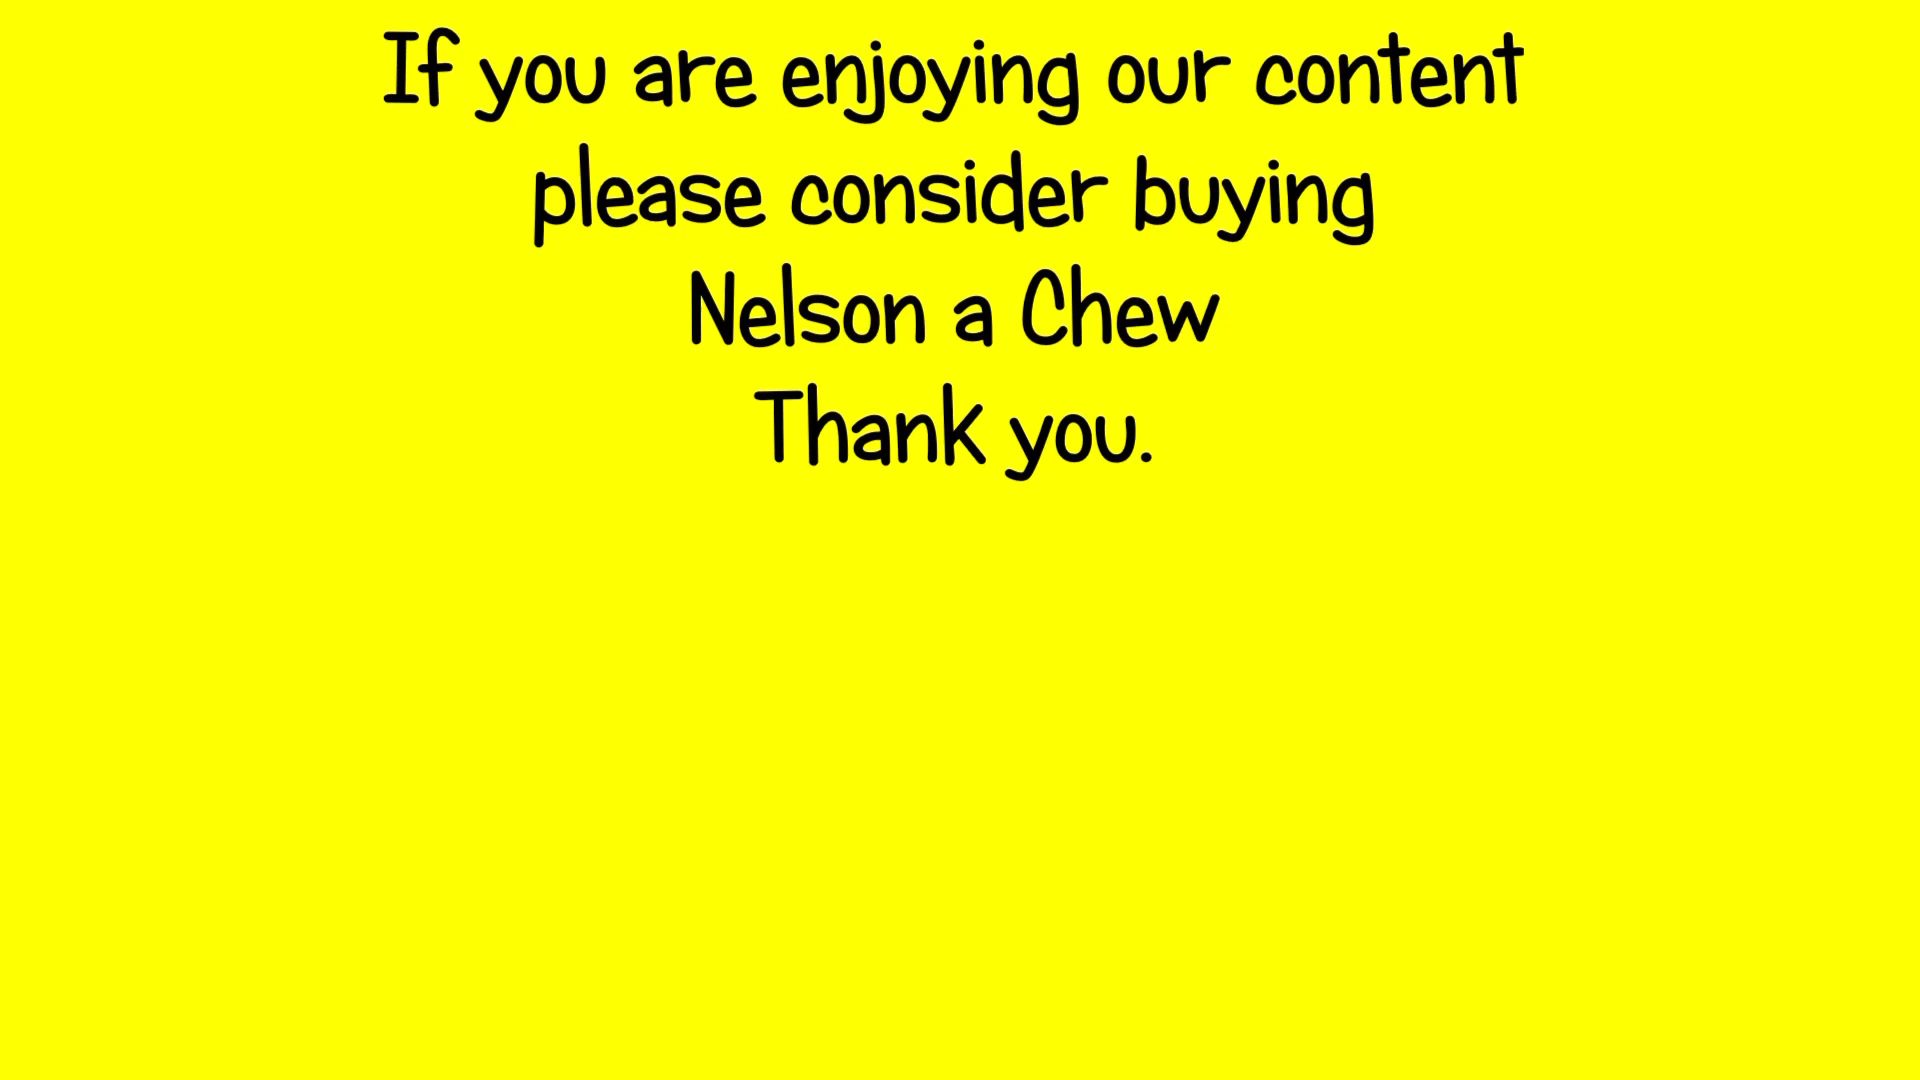 If you are enjoying our content
please consider buying
Nelson a Chew
Thank you.